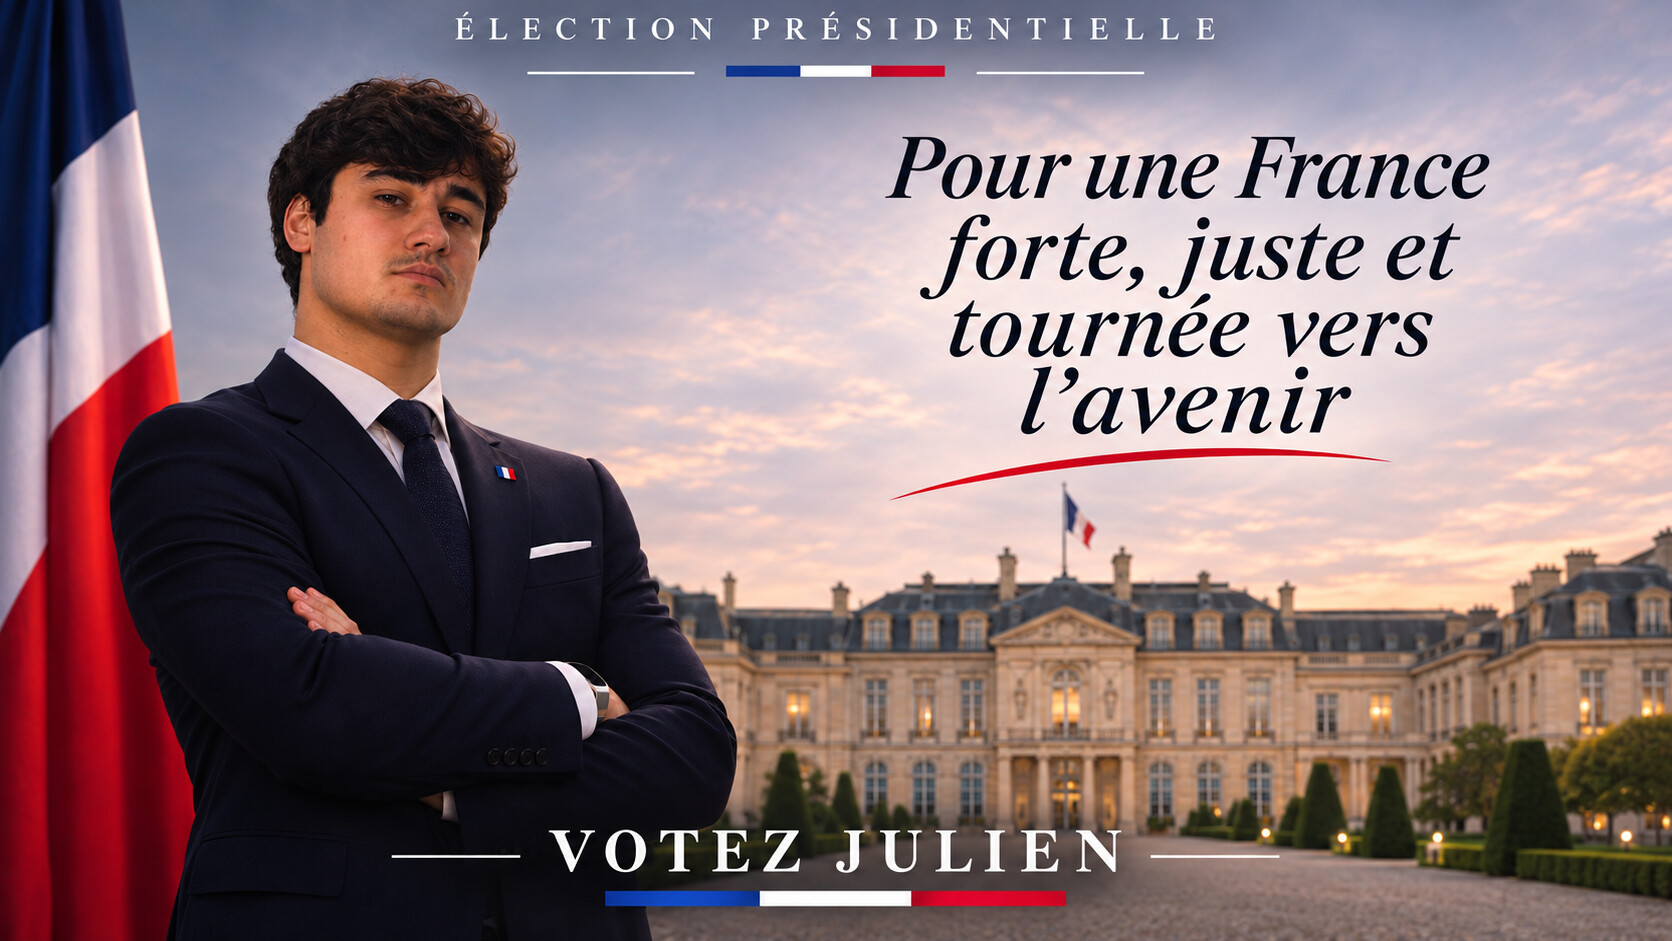 ÉLECTION PRÉSIDENTIELLE
Pour une France
forte, juste et
tournée vers
l’avenir
VOTEZ JULIEN